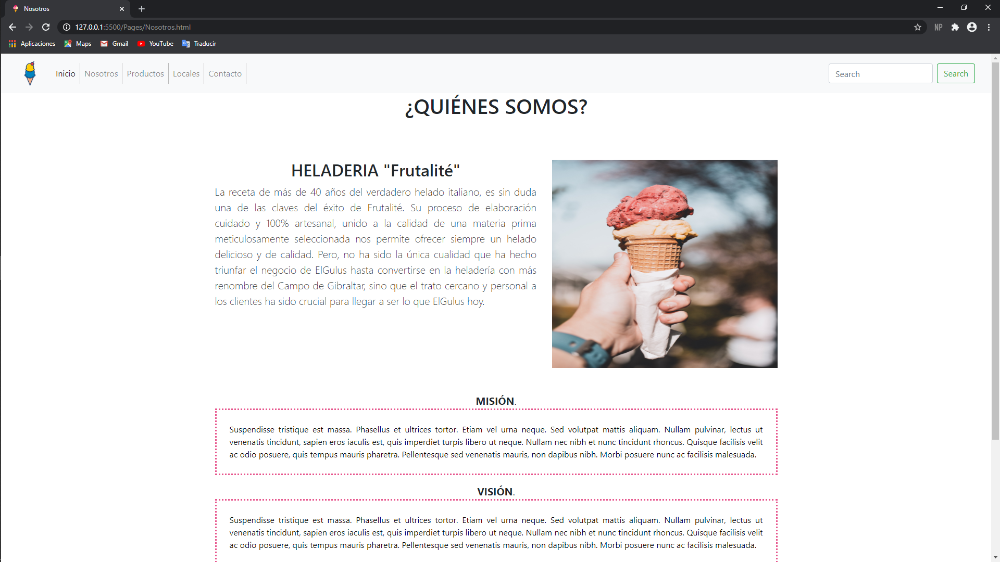 Nosotros
127.0.0.1:5500/Pages/Nosotros.html
NP
Aplicaciones Maps Gmail YouTube Traducir
Inicio Nosotros Productos Locales Contacto Search Search
¿QUIÉNES SOMOS?
HELADERIA "Frutalité"
La receta de más de 40 años del verdadero helado italiano, es sin duda
una de las claves del éxito de Frutalité. Su proceso de elaboración
cuidado y 100% artesanal, unido a la calidad de una materia prima
meticulosamente seleccionada nos permite ofrecer siempre un helado
delicioso y de calidad. Pero, no ha sido la única cualidad que ha hecho
triunfar el negocio de ElGulus hasta convertirse en la heladería con más
renombre del Campo de Gibraltar, sino que el trato cercano y personal a
los clientes ha sido crucial para llegar a ser lo que ElGulus hoy.
MISIÓN.
Suspendisse tristique est massa. Phasellus et ultrices tortor. Etiam vel urna neque. Sed volutpat mattis aliquam. Nullam pulvinar, lectus ut
venenatis tincidunt, sapien eros iaculis est, quis imperdiet turpis libero ut neque. Nullam nec nibh et nunc tincidunt rhoncus. Quisque facilisis velit
ac odio posuere, quis tempus mauris pharetra. Pellentesque sed venenatis mauris, non dapibus nibh. Morbi posuere nunc ac facilisis malesuada.
VISIÓN.
Suspendisse tristique est massa. Phasellus et ultrices tortor. Etiam vel urna neque. Sed volutpat mattis aliquam. Nullam pulvinar, lectus ut
venenatis tincidunt, sapien eros iaculis est, quis imperdiet turpis libero ut neque. Nullam nec nibh et nunc tincidunt rhoncus. Quisque facilisis velit
ac odio posuere, quis tempus mauris pharetra. Pellentesque sed venenatis mauris, non dapibus nibh. Morbi posuere nunc ac facilisis malesuada.